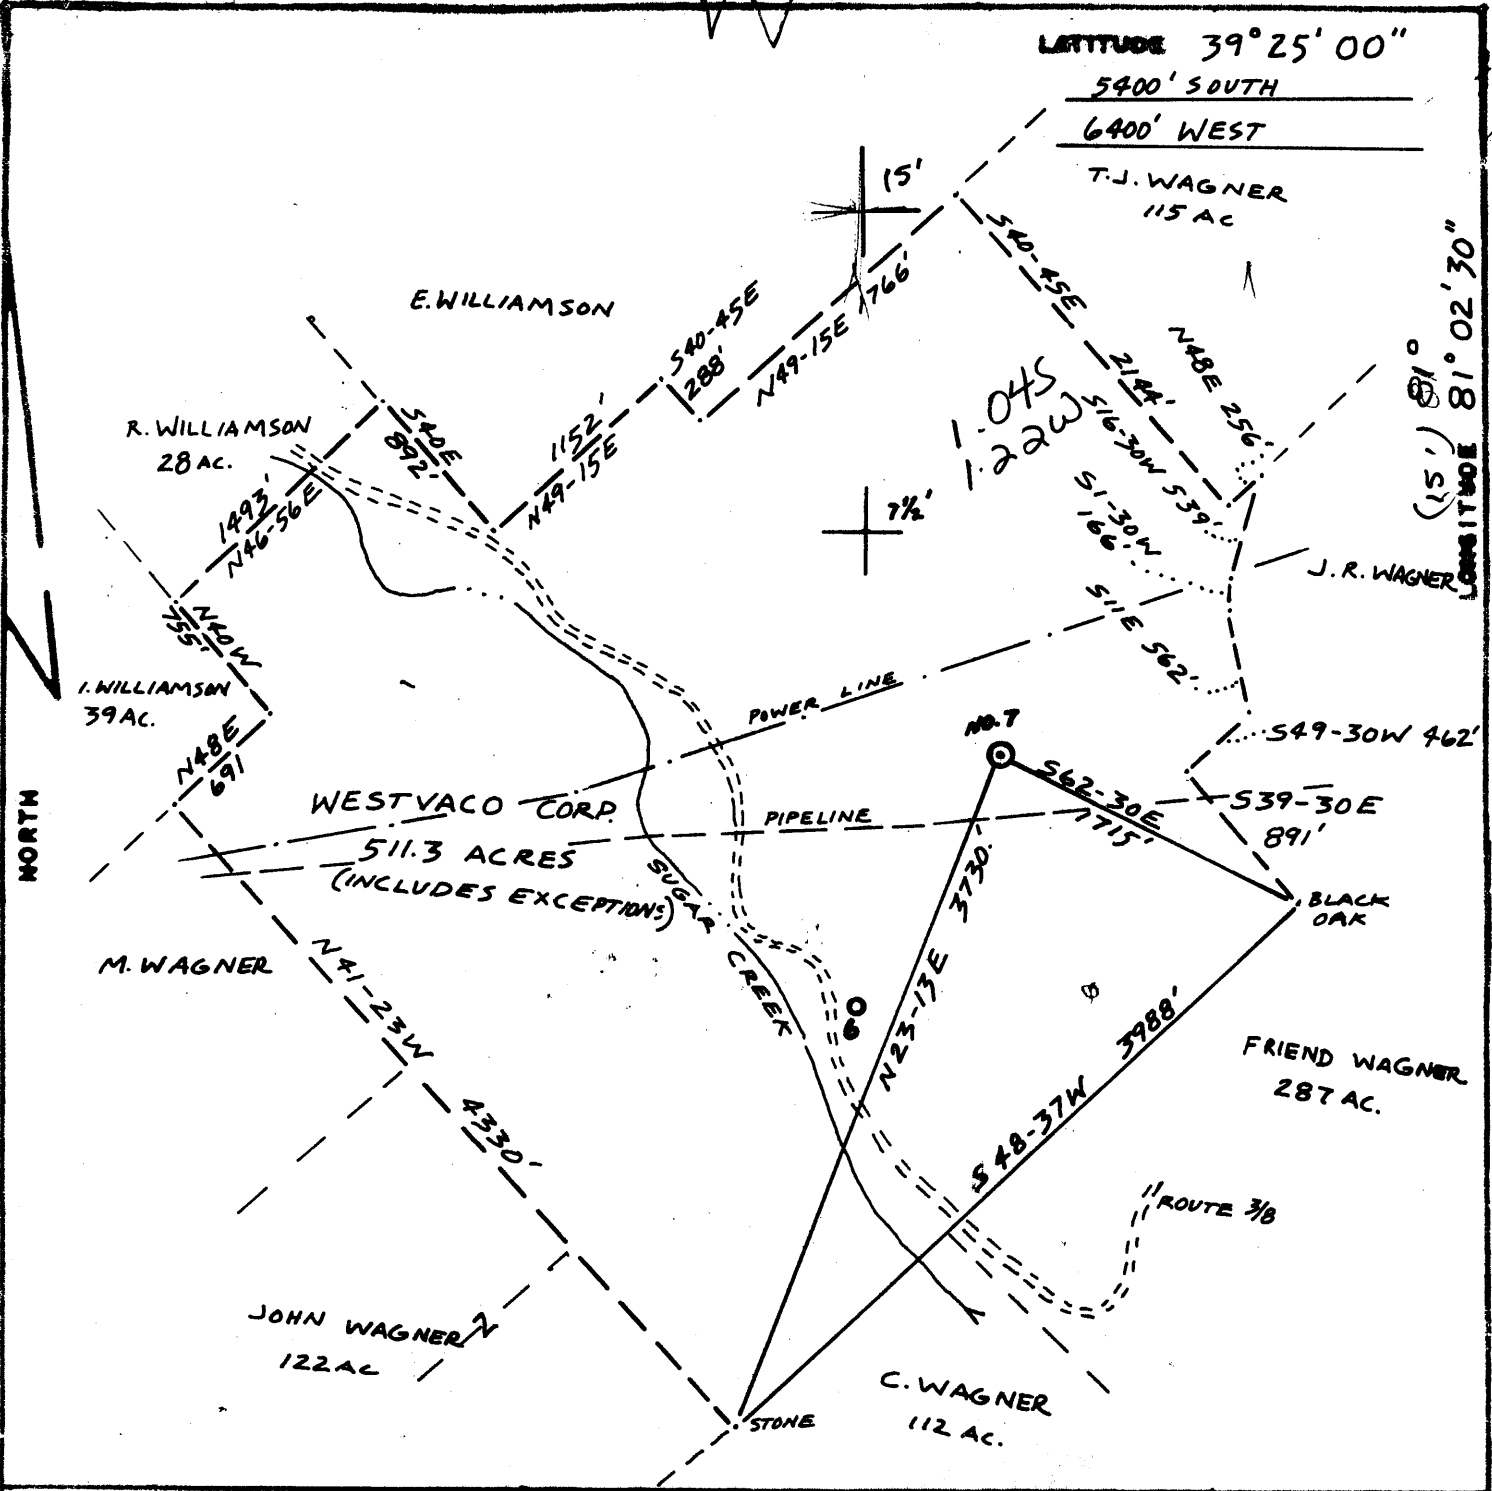 LATITUDE 39°25'00"
5400' SOUTH
6400' WEST
T.J. WAGNER
115 AC
15'
S40-45E
2144'
N48E 256'
E. WILLIAMSON
S40-45E
288'
N49-15E 766'
81°
(15')
LONGITUDE 81°02'30"
1.04S
1.22W
S16-30W 539'
R. WILLIAMSON
28 AC.
S40E
892'
1152'
N49-15E
1493'
N46-56E
7½'
S1-30W
166'
J.R. WAGNER
S11E 562'
N40W
755'
I. WILLIAMSON
39 AC.
N48E
691
POWER LINE
NO. 7
S49-30W 462'
S62-30E
1715'
S39-30E
891'
NORTH
WESTVACO CORP.
511.3 ACRES
(INCLUDES EXCEPTIONS)
PIPELINE
SUGAR CREEK
3730'
N23-13E
BLACK
OAK
M. WAGNER
N41-23W
4330'
6
3988'
S48-37W
FRIEND WAGNER
287 AC.
ROUTE 3/8
JOHN WAGNER
122 AC
C. WAGNER
112 AC.
STONE